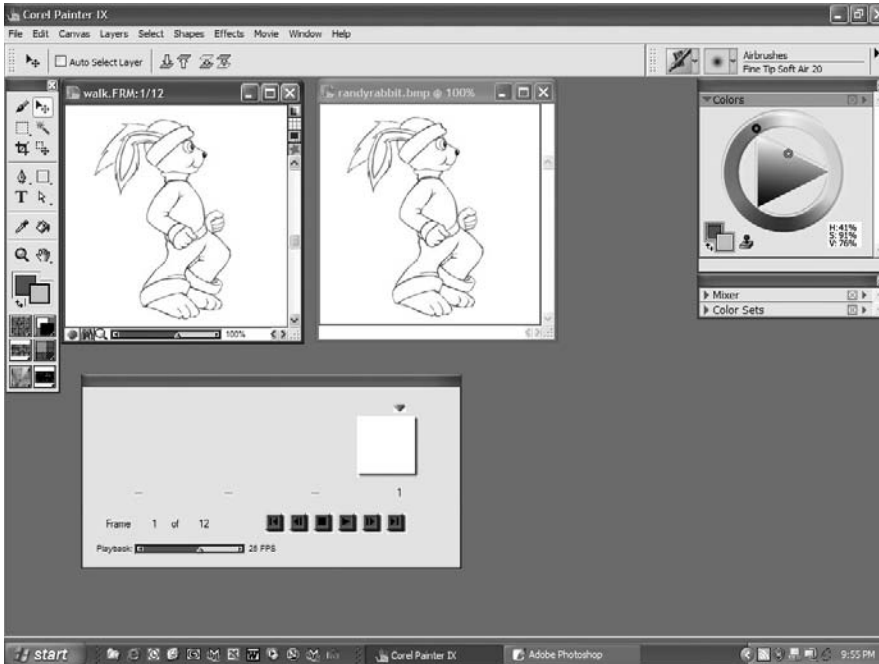 Corel Painter IX
File Edit Canvas Layers Select Shapes Effects Movie Window Help
Auto Select Layer
Airbrushes
Fine Tip Soft Air 20
walk.FRM:1/12
randyrabbit.bmp @ 100%
Colors
T
H:41%
S:91%
V:76%
Mixer
Color Sets
100%
1
Frame 1 of 12
Playback: 28 FPS
start
Corel Painter IX
Adobe Photoshop
9:55 PM